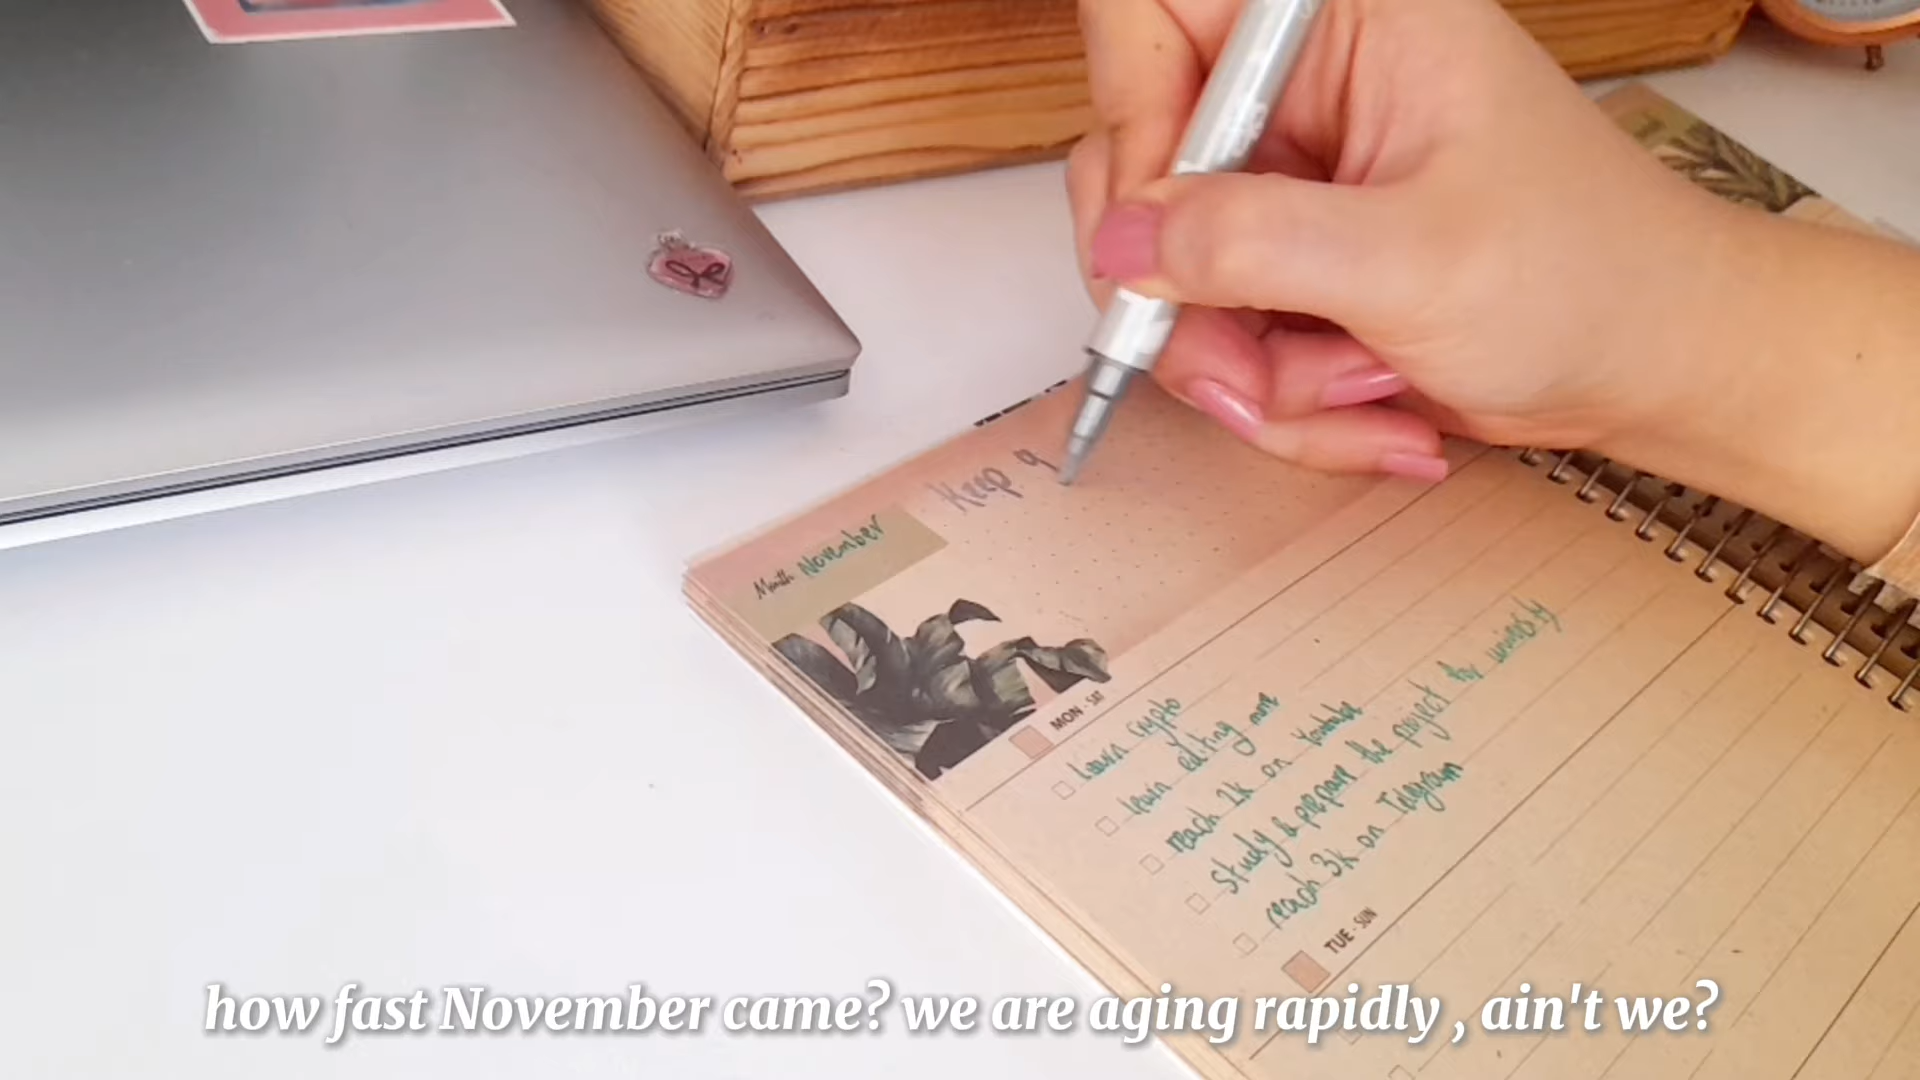 Keep g
Month November
MON - SAT
Learn crypto
learn editing more
reach 1k on Youtube
Study & prepare the project for university
reach 3k on Telegram
TUE - SUN
how fast November came? we are aging rapidly , ain't we?